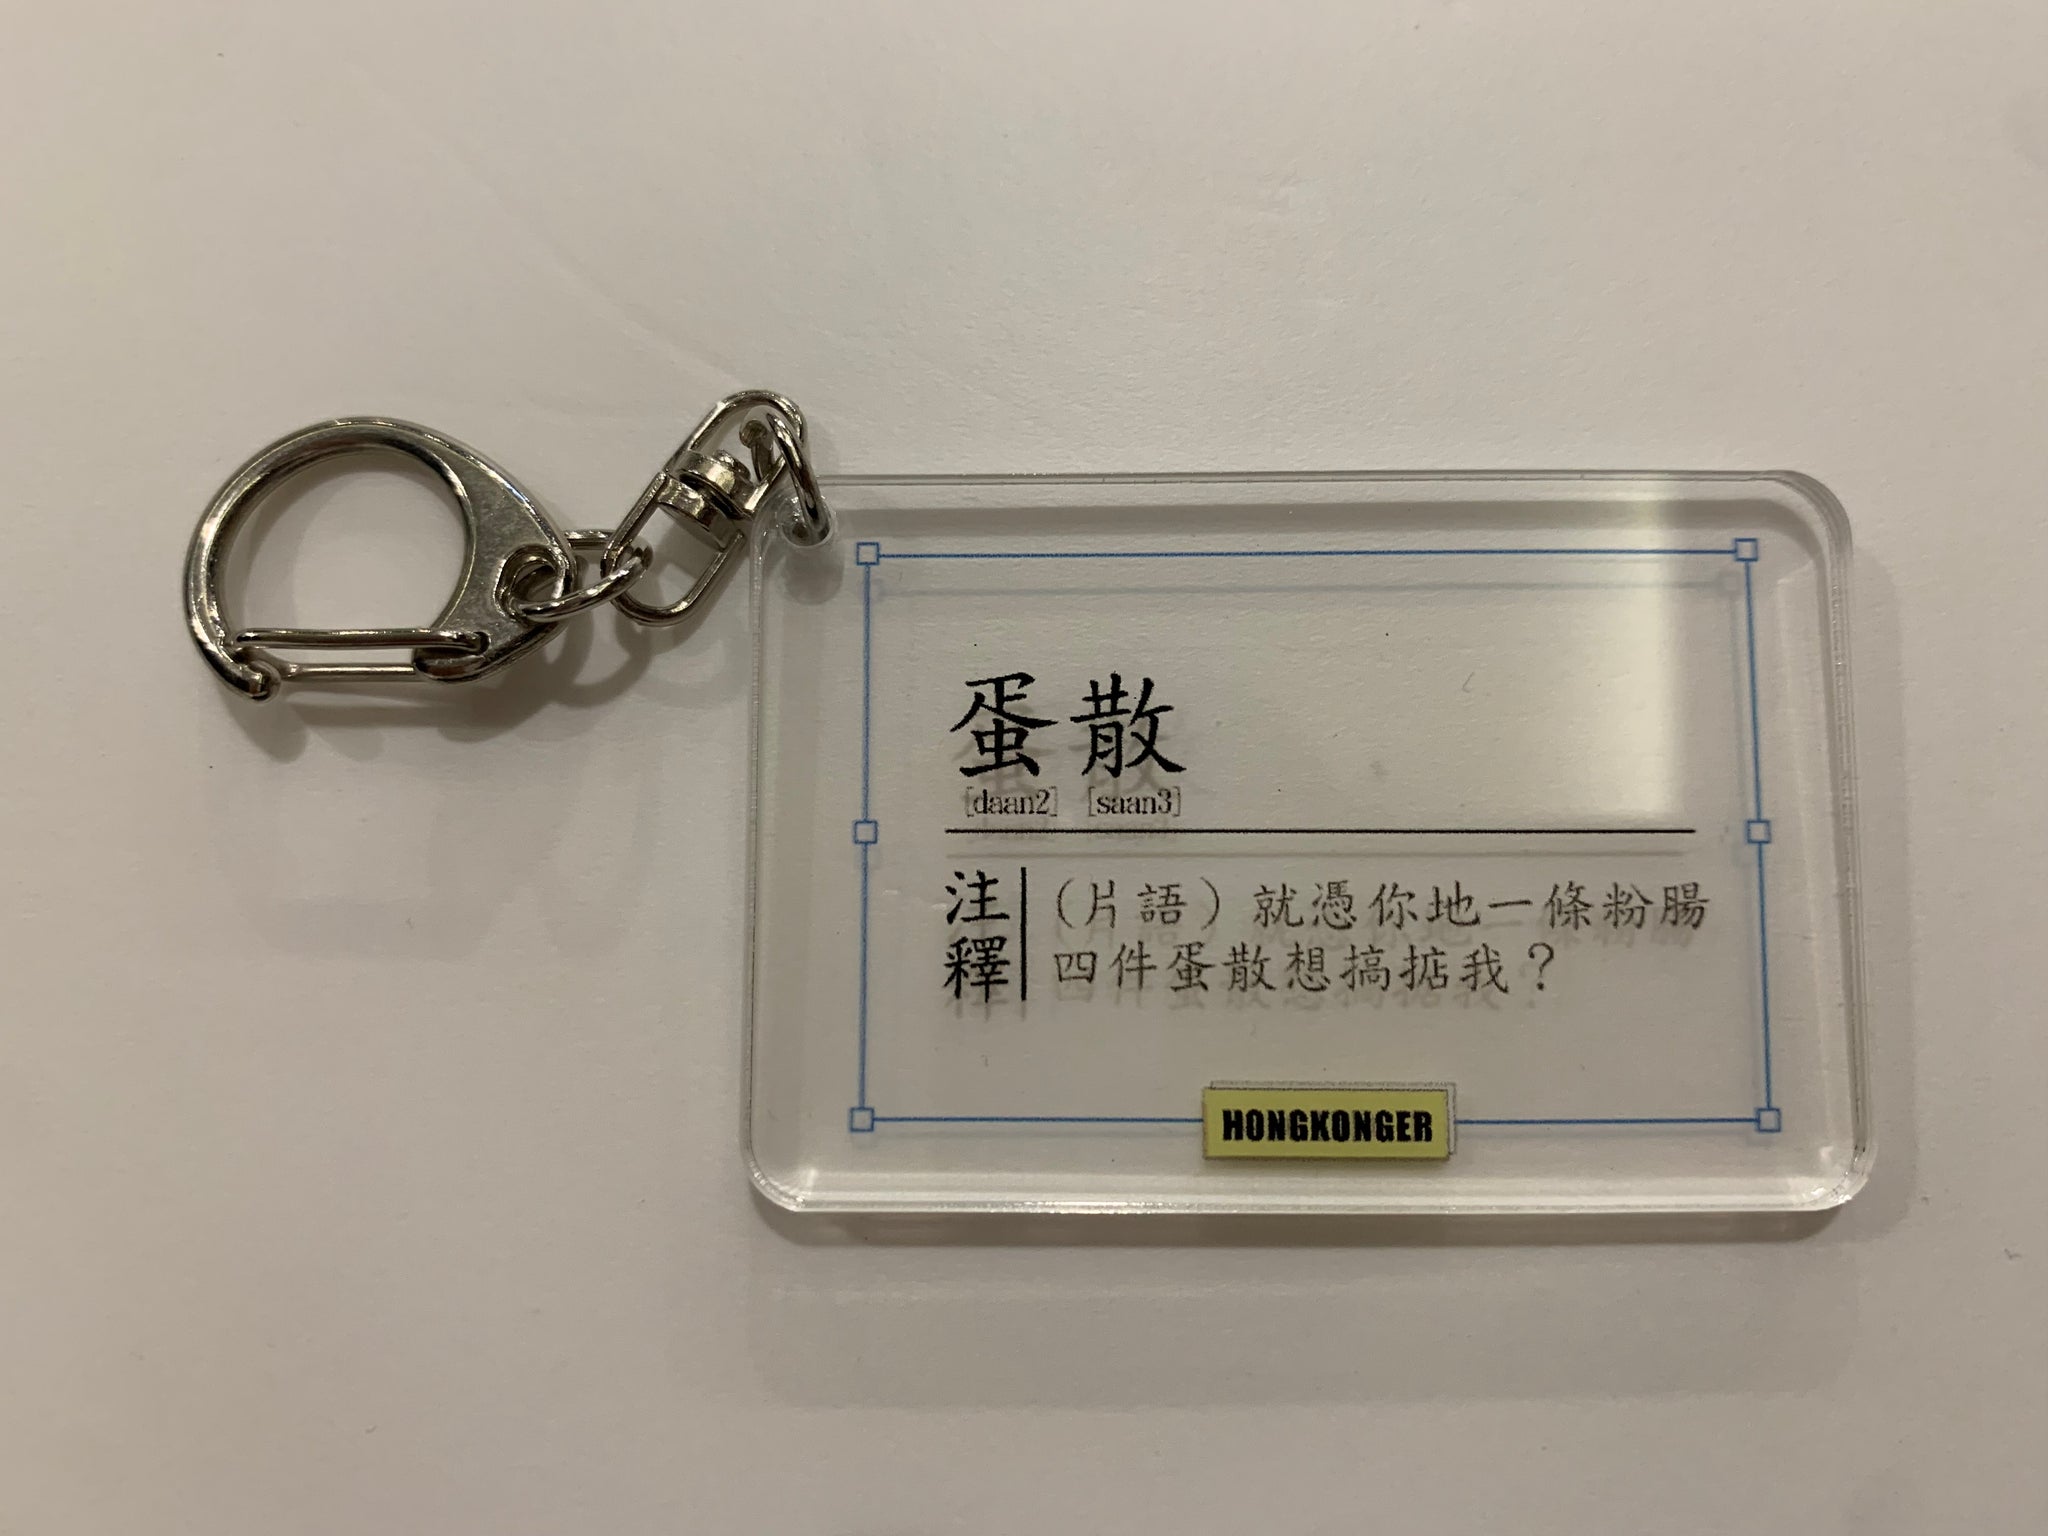 蛋散
[daan2] [saan3]
注釋
（片語）就憑你地一條粉腸
四件蛋散想搞掂我？
HONGKONGER